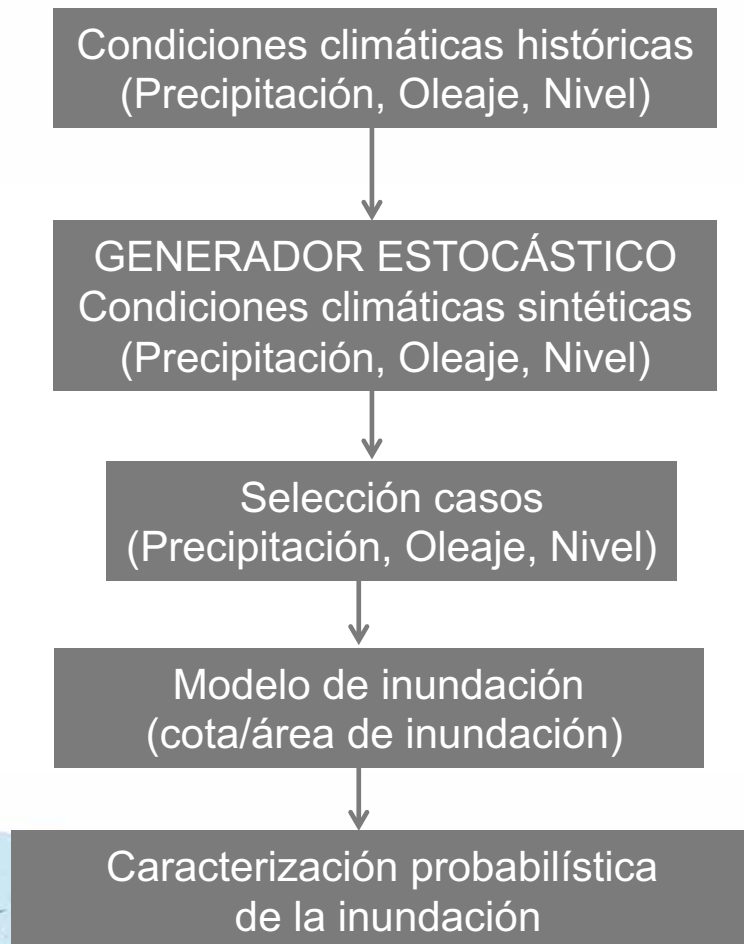 Condiciones climáticas históricas
(Precipitación, Oleaje, Nivel)
GENERADOR ESTOCÁSTICO
Condiciones climáticas sintéticas
(Precipitación, Oleaje, Nivel)
Selección casos
(Precipitación, Oleaje, Nivel)
Modelo de inundación
(cota/área de inundación)
Caracterización probabilística
de la inundación